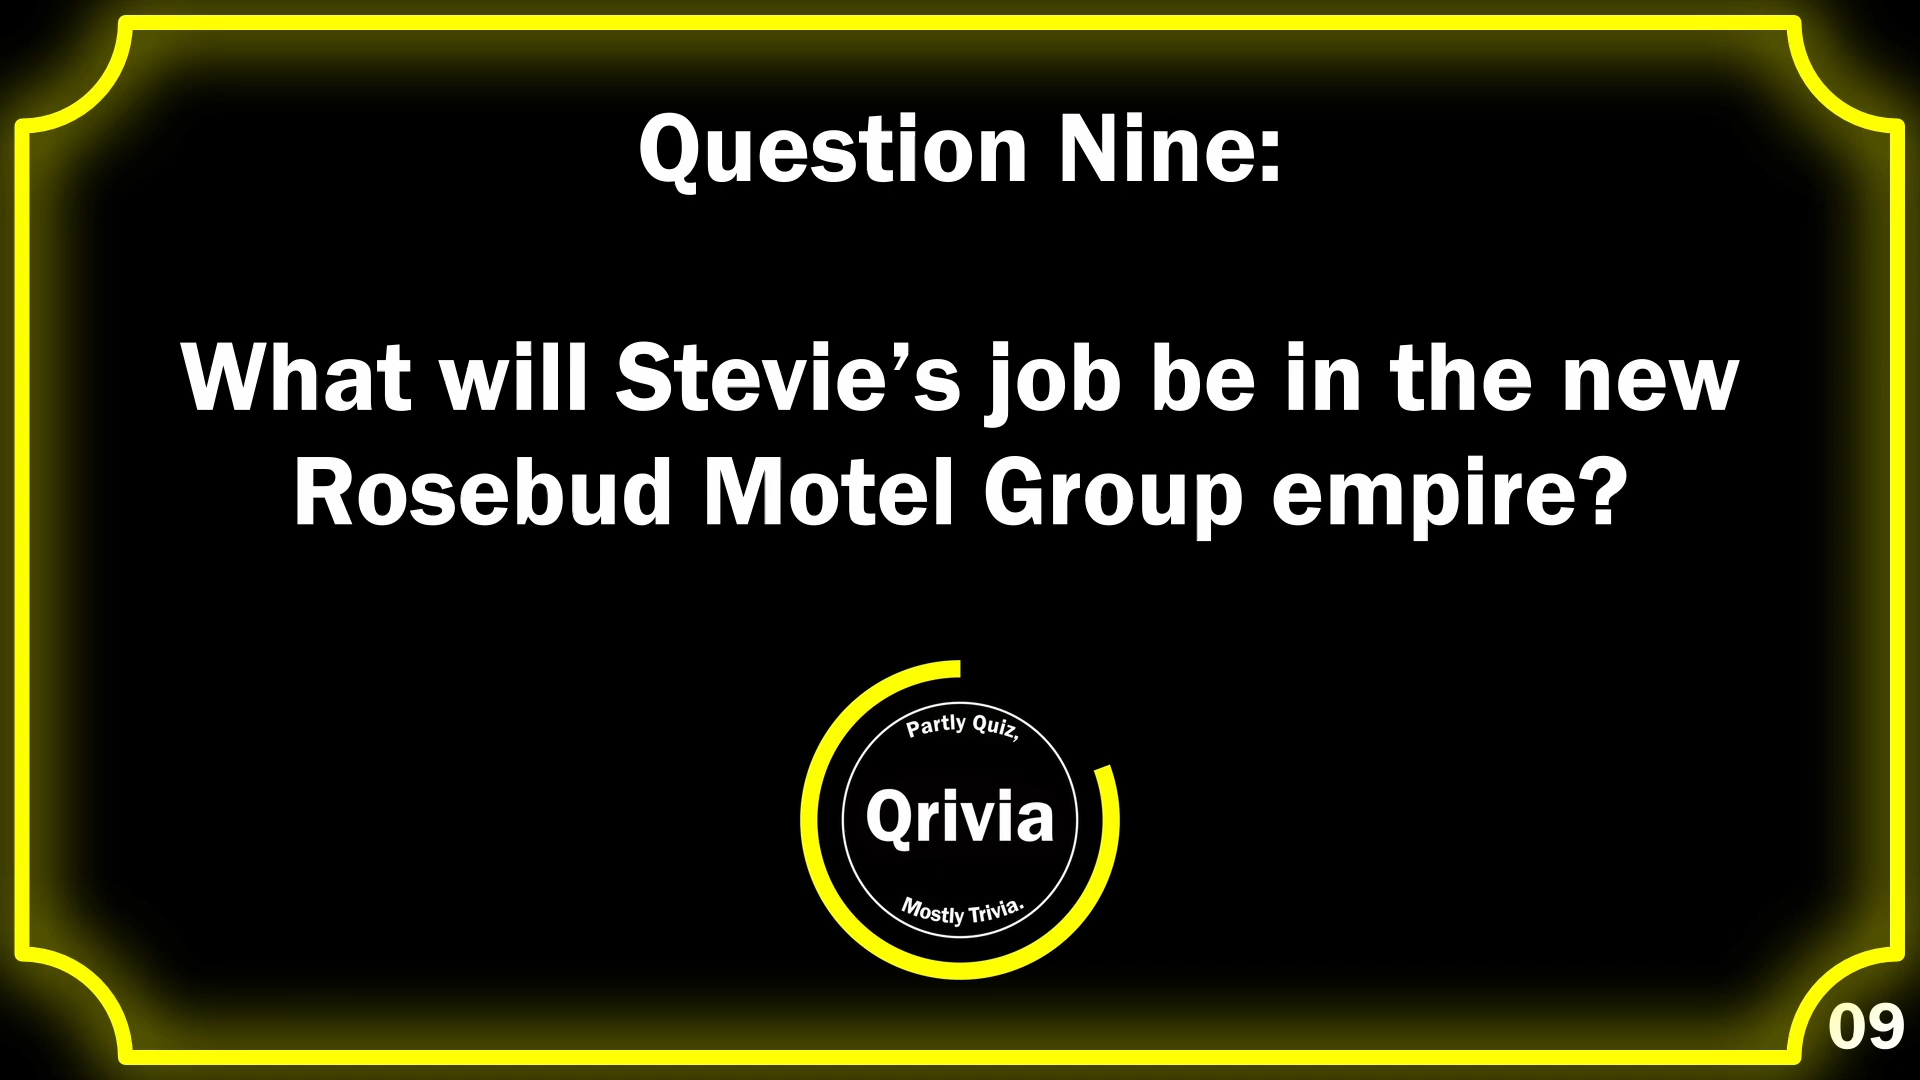 Question Nine:
What will Stevie’s job be in the new
Rosebud Motel Group empire?
Partly Quiz,
Qrivia
Mostly Trivia.
09